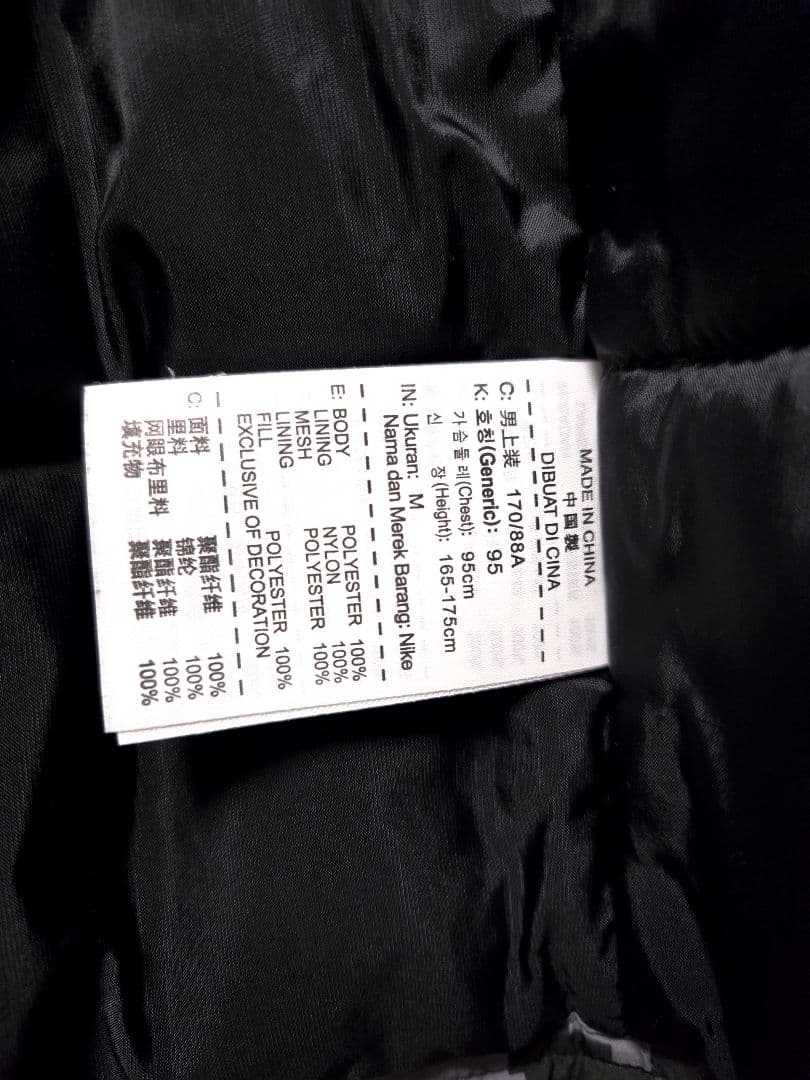 MADE IN CHINA
中国製
DIBUAT DI CINA
C: 男上装 170/88A
K: 호칭(Generic): 95
가슴둘레(Chest): 95cm
신 장(Height): 165-175cm
IN: Ukuran: M
Nama dan Merek Barang: Nike
E: BODY POLYESTER 100%
LINING NYLON 100%
MESH POLYESTER 100%
LINING
FILL POLYESTER 100%
EXCLUSIVE OF DECORATION
C: 面料 聚酯纤维 100%
里料 锦纶 100%
网眼布里料 聚酯纤维 100%
填充物 聚酯纤维 100%